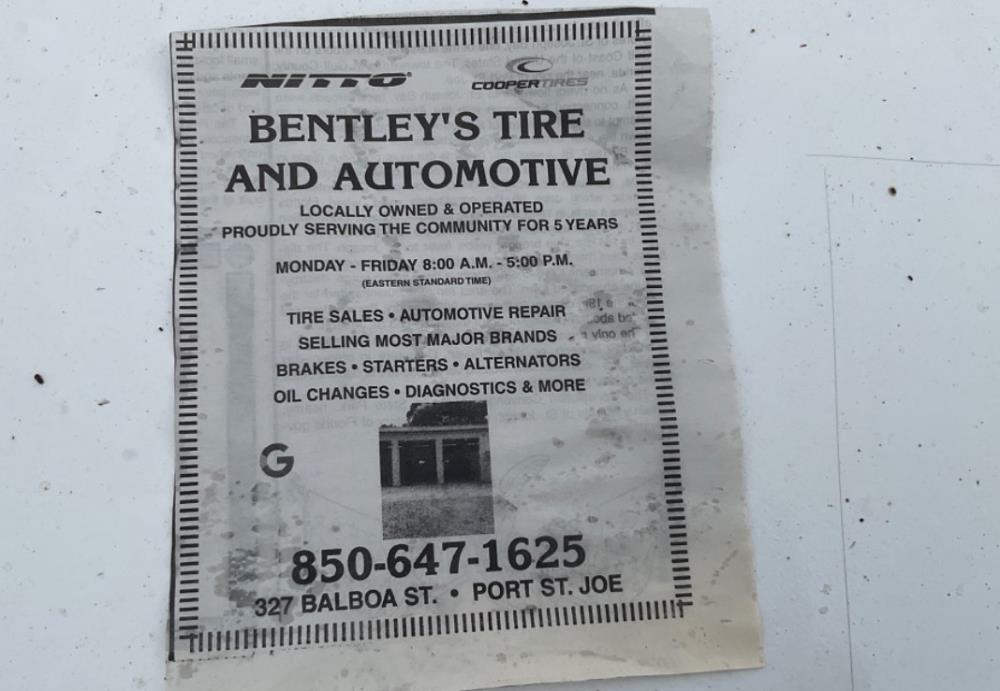 NITTO
COOPERTIRES
BENTLEY'S TIRE
AND AUTOMOTIVE
LOCALLY OWNED & OPERATED
PROUDLY SERVING THE COMMUNITY FOR 5 YEARS
MONDAY - FRIDAY 8:00 A.M. - 5:00 P.M.
(EASTERN STANDARD TIME)
TIRE SALES • AUTOMOTIVE REPAIR
SELLING MOST MAJOR BRANDS
BRAKES • STARTERS • ALTERNATORS
OIL CHANGES • DIAGNOSTICS & MORE
G
850-647-1625
327 BALBOA ST. • PORT ST. JOE